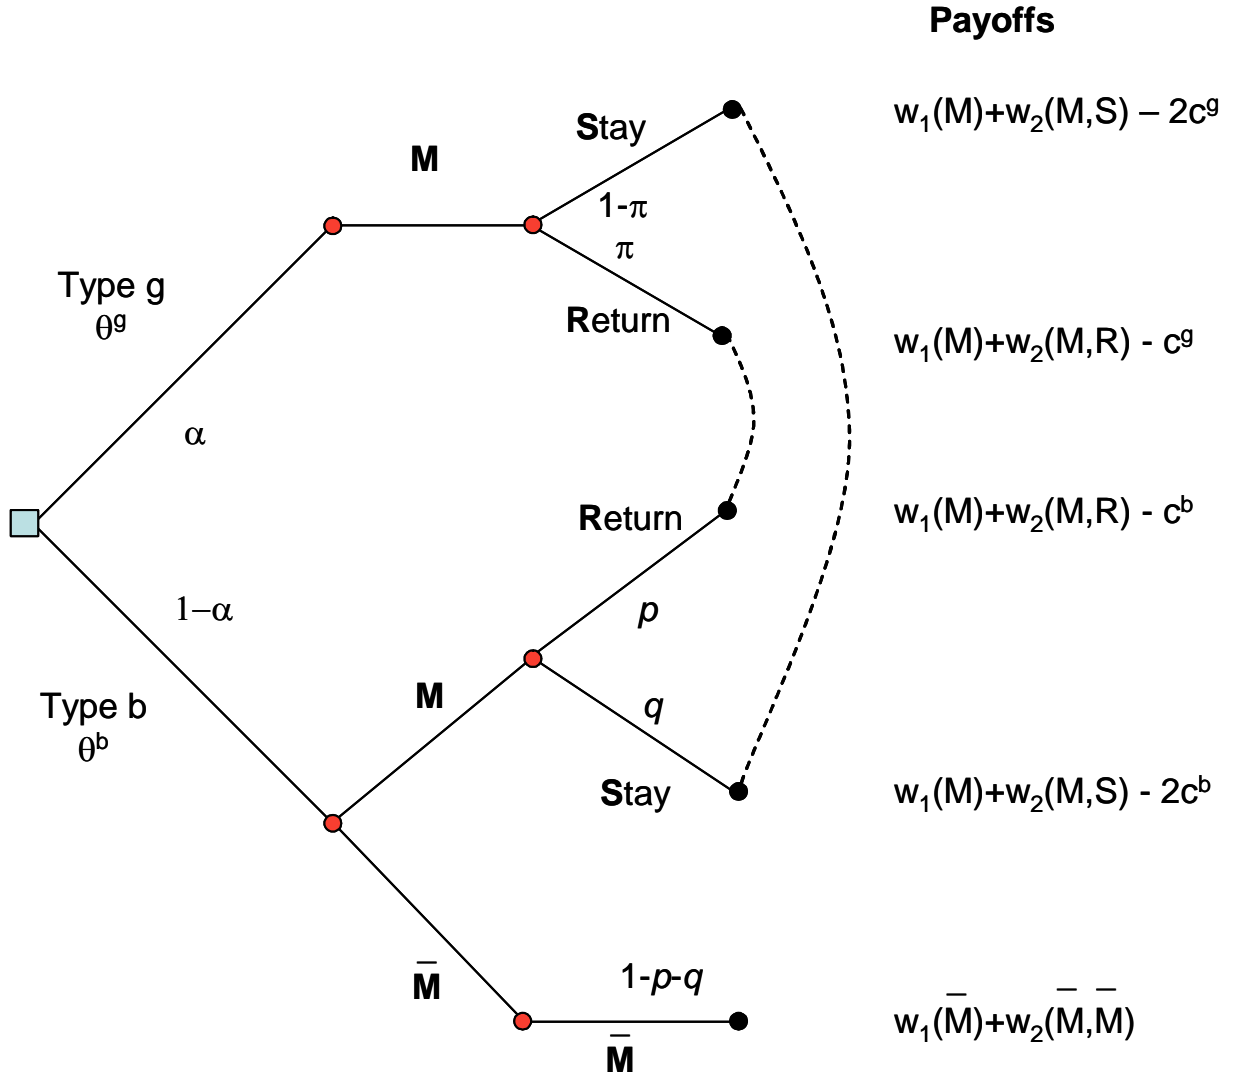 Payoffs
Stay
w₁(M)+w₂(M,S) – 2cᵍ
M
1-π
π
Type g
θᵍ
Return
w₁(M)+w₂(M,R) - cᵍ
α
Return
w₁(M)+w₂(M,R) - cᵇ
1−α
p
M
q
Type b
θᵇ
Stay
w₁(M)+w₂(M,S) - 2cᵇ
M̅
1-p-q
w₁(M̅)+w₂(M̅,M̅)
M̅